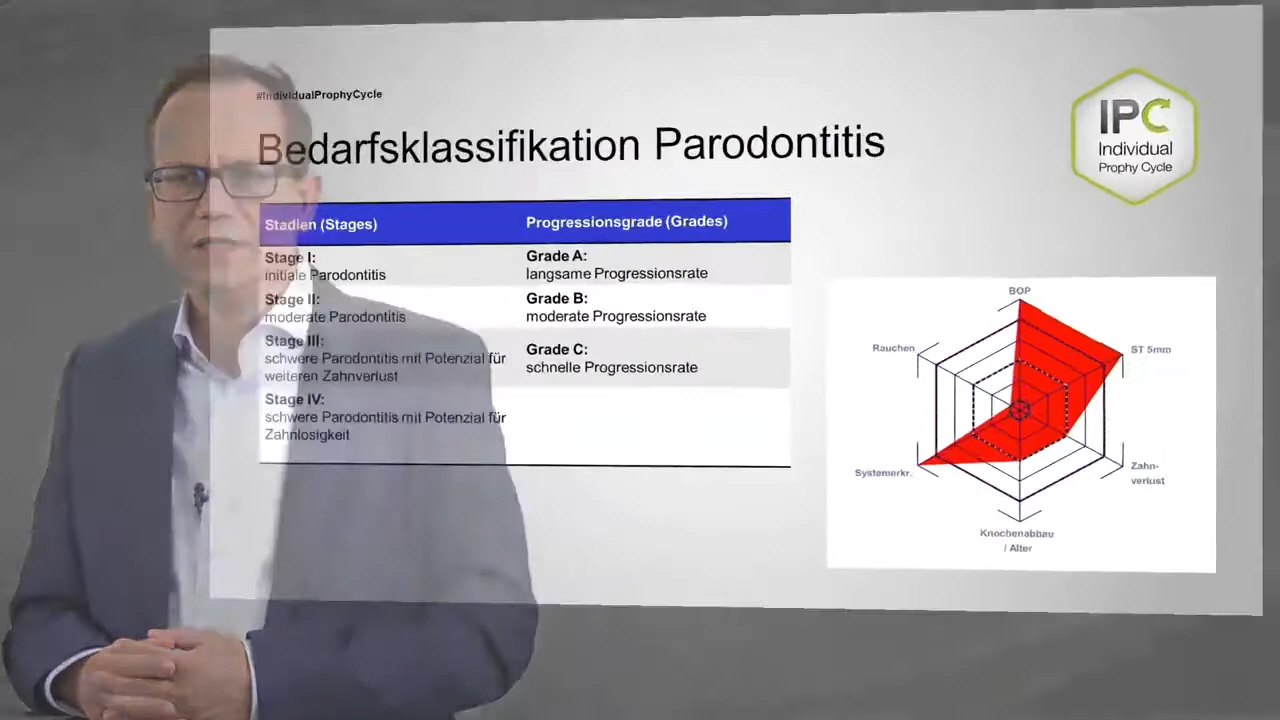 #IndividualProphyCycle
Bedarfsklassifikation Parodontitis
IPC
Individual
Prophy Cycle
Stadien (Stages)
Progressionsgrade (Grades)
Stage I:
initiale Parodontitis
Grade A:
langsame Progressionsrate
Stage II:
moderate Parodontitis
Grade B:
moderate Progressionsrate
Stage III:
schwere Parodontitis mit Potenzial für
weiteren Zahnverlust
Grade C:
schnelle Progressionsrate
Stage IV:
schwere Parodontitis mit Potenzial für
Zahnlosigkeit
BOP
Rauchen
ST 5mm
Systemerkr.
Zahn-
verlust
Knochenabbau
/ Alter